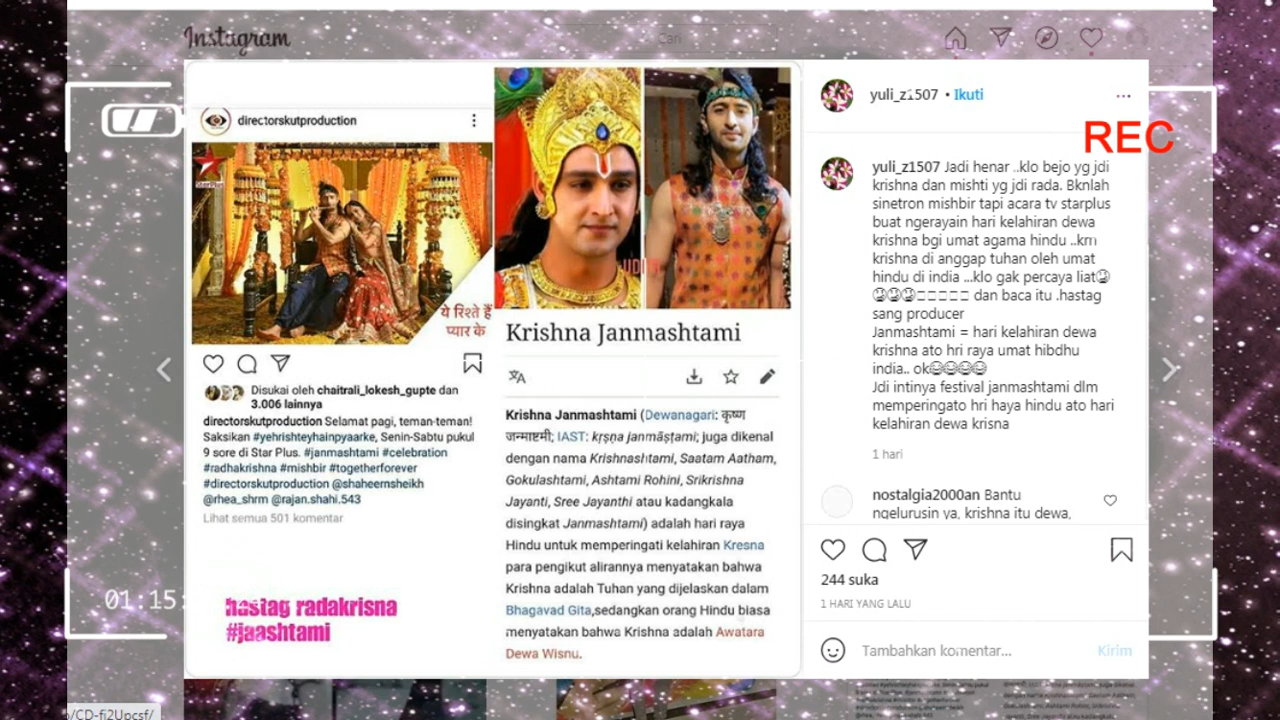 Instagram
Cari
directorskutproduction
StarPlus
ये रिश्ते हैं
प्यार के
Disukai oleh chaitrali_lokesh_gupte dan
3.006 lainnya
directorskutproduction Selamat pagi, teman-teman!
Saksikan #yehrishteyhainpyaarke, Senin-Sabtu pukul
9 sore di Star Plus. #janmashtami #celebration
#radhakrishna #mishbir #togetherforever
#directorskutproduction @shaheernsheikh
@rhea_shrm @rajan.shahi.543
Lihat semua 501 komentar
hastag radakrisna
#jaashtami
Krishna Janmashtami
Krishna Janmashtami (Dewanagari: कृष्ण
जन्माष्टमी; IAST: kṛṣṇa janmāṣṭami; juga dikenal
dengan nama Krishnashtami, Saatam Aatham,
Gokulashtami, Ashtami Rohini, Srikrishna
Jayanti, Sree Jayanthi atau kadangkala
disingkat Janmashtami) adalah hari raya
Hindu untuk memperingati kelahiran Kresna
para pengikut alirannya menyatakan bahwa
Krishna adalah Tuhan yang dijelaskan dalam
Bhagavad Gita,sedangkan orang Hindu biasa
menyatakan bahwa Krishna adalah Awatara
Dewa Wisnu.
yuli_z1507 • Ikuti
REC
yuli_z1507 Jadi henar ..klo bejo yg jdi
krishna dan mishti yg jdi rada. Bknlah
sinetron mishbir tapi acara tv starplus
buat ngerayain hari kelahiran dewa
krishna bgi umat agama hindu ..krn
krishna di anggap tuhan oleh umat
hindu di india ...klo gak percaya liat
dan baca itu .hastag
sang producer
Janmashtami = hari kelahiran dewa
krishna ato hri raya umat hibdhu
india.. ok
Jdi intinya festival janmashtami dlm
memperingato hri haya hindu ato hari
kelahiran dewa krisna
1 hari
nostalgia2000an Bantu
ngelurusin ya, krishna itu dewa,
244 suka
1 HARI YANG LALU
Tambahkan komentar...
Kirim
01:15:
/CD-fi2Upcsf/